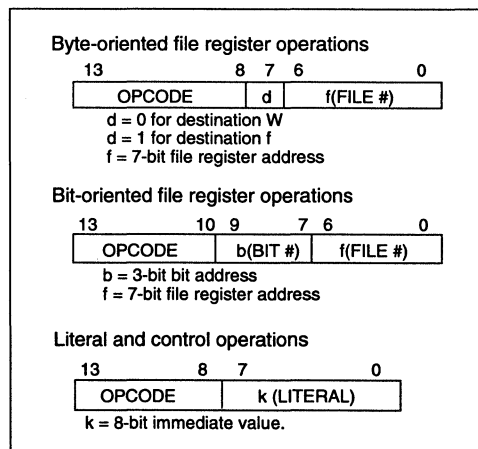 Byte-oriented file register operations
13 8 7 6 0
OPCODE d f(FILE #)
d = 0 for destination W
d = 1 for destination f
f = 7-bit file register address
Bit-oriented file register operations
13 10 9 7 6 0
OPCODE b(BIT #) f(FILE #)
b = 3-bit bit address
f = 7-bit file register address
Literal and control operations
13 8 7 0
OPCODE k (LITERAL)
k = 8-bit immediate value.